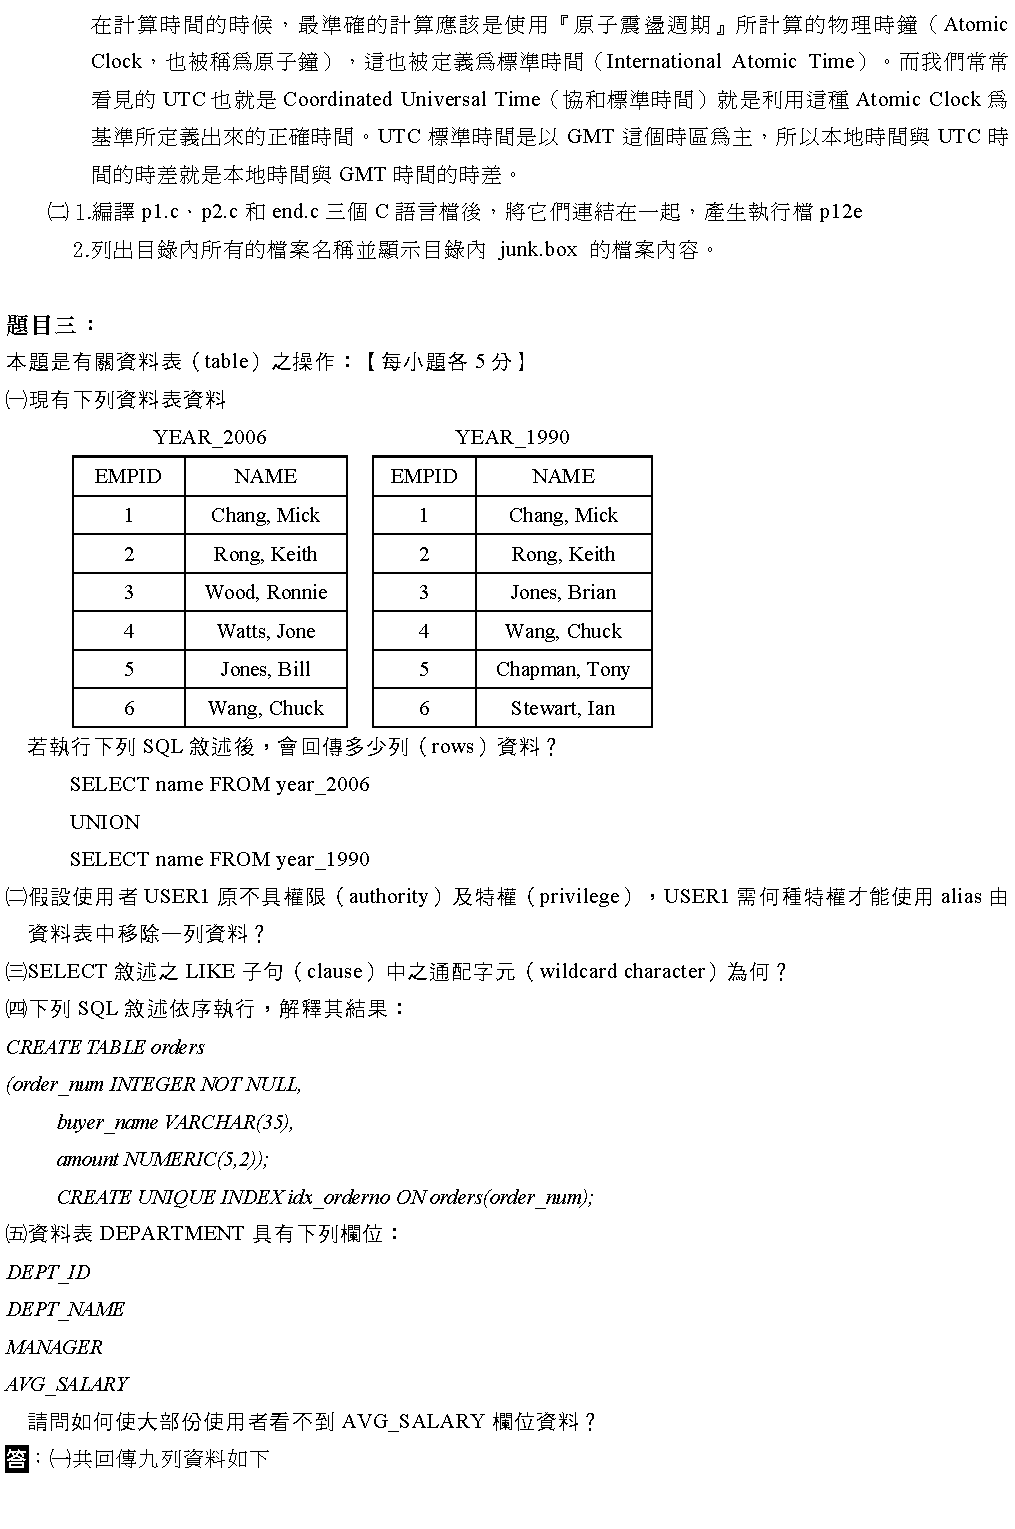 在計算時間的時候，最準確的計算應該是使用『原子震盪週期』所計算的物理時鐘（Atomic
Clock，也被稱為原子鐘），這也被定義為標準時間（International Atomic Time）。而我們常常
看見的 UTC 也就是 Coordinated Universal Time（協和標準時間）就是利用這種 Atomic Clock 為
基準所定義出來的正確時間。UTC 標準時間是以 GMT 這個時區為主，所以本地時間與 UTC 時
間的時差就是本地時間與 GMT 時間的時差。
㈡ 1.編譯 p1.c、p2.c 和 end.c 三個 C 語言檔後，將它們連結在一起，產生執行檔 p12e
2.列出目錄內所有的檔案名稱並顯示目錄內 junk.box 的檔案內容。
題目三：
本題是有關資料表（table）之操作：【每小題各 5 分】
㈠現有下列資料表資料
YEAR_2006 YEAR_1990
EMPID NAME EMPID NAME
1 Chang, Mick 1 Chang, Mick
2 Rong, Keith 2 Rong, Keith
3 Wood, Ronnie 3 Jones, Brian
4 Watts, Jone 4 Wang, Chuck
5 Jones, Bill 5 Chapman, Tony
6 Wang, Chuck 6 Stewart, Ian
若執行下列 SQL 敘述後，會回傳多少列（rows）資料？
SELECT name FROM year_2006
UNION
SELECT name FROM year_1990
㈡假設使用者 USER1 原不具權限（authority）及特權（privilege），USER1 需何種特權才能使用 alias 由
資料表中移除一列資料？
㈢SELECT 敘述之 LIKE 子句（clause）中之通配字元（wildcard character）為何？
㈣下列 SQL 敘述依序執行，解釋其結果：
CREATE TABLE orders
(order_num INTEGER NOT NULL,
buyer_name VARCHAR(35),
amount NUMERIC(5,2));
CREATE UNIQUE INDEX idx_orderno ON orders(order_num);
㈤資料表 DEPARTMENT 具有下列欄位：
DEPT_ID
DEPT_NAME
MANAGER
AVG_SALARY
請問如何使大部份使用者看不到 AVG_SALARY 欄位資料？
答：㈠共回傳九列資料如下